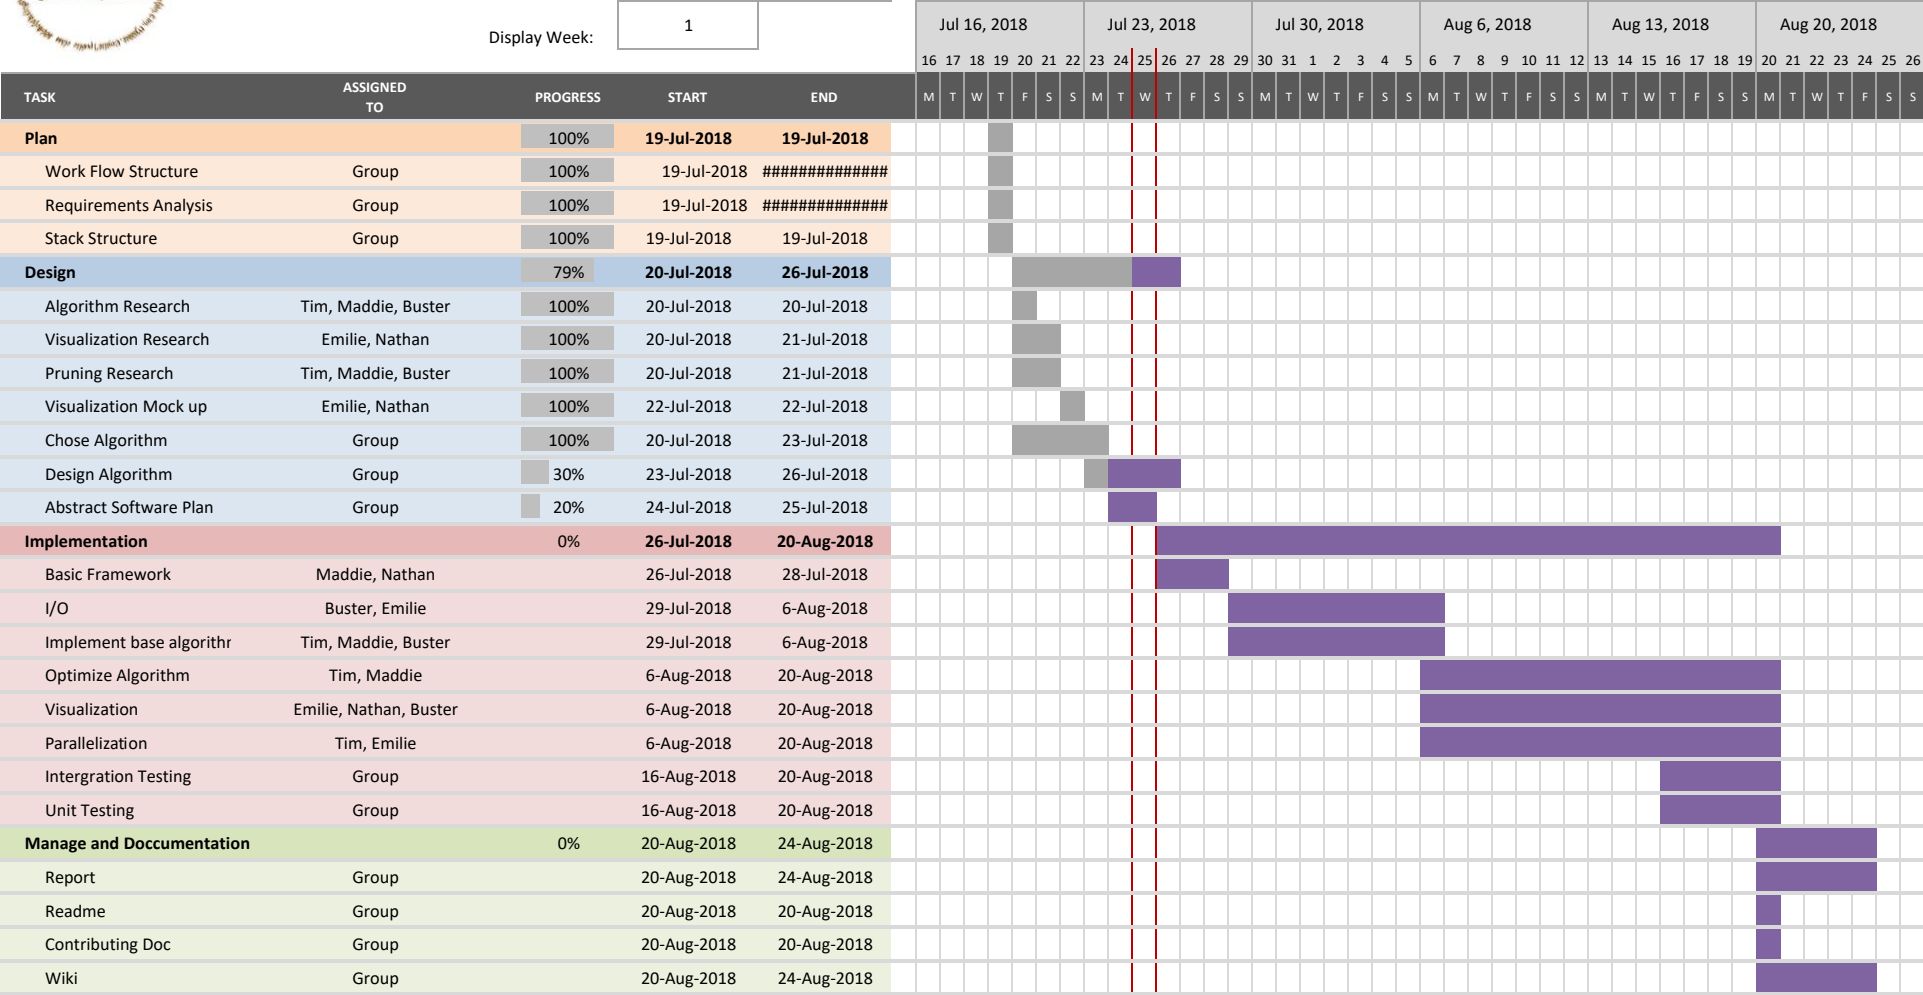 Display Week: 1
Jul 16, 2018 Jul 23, 2018 Jul 30, 2018 Aug 6, 2018 Aug 13, 2018 Aug 20, 2018
16 17 18 19 20 21 22 23 24 25 26 27 28 29 30 31 1 2 3 4 5 6 7 8 9 10 11 12 13 14 15 16 17 18 19 20 21 22 23 24 25 26
TASK ASSIGNED TO PROGRESS START END M T W T F S S M T W T F S S M T W T F S S M T W T F S S M T W T F S S M T W T F S S
Plan 100% 19-Jul-2018 19-Jul-2018
Work Flow Structure Group 100% 19-Jul-2018 ##############
Requirements Analysis Group 100% 19-Jul-2018 ##############
Stack Structure Group 100% 19-Jul-2018 19-Jul-2018
Design 79% 20-Jul-2018 26-Jul-2018
Algorithm Research Tim, Maddie, Buster 100% 20-Jul-2018 20-Jul-2018
Visualization Research Emilie, Nathan 100% 20-Jul-2018 21-Jul-2018
Pruning Research Tim, Maddie, Buster 100% 20-Jul-2018 21-Jul-2018
Visualization Mock up Emilie, Nathan 100% 22-Jul-2018 22-Jul-2018
Chose Algorithm Group 100% 20-Jul-2018 23-Jul-2018
Design Algorithm Group 30% 23-Jul-2018 26-Jul-2018
Abstract Software Plan Group 20% 24-Jul-2018 25-Jul-2018
Implementation 0% 26-Jul-2018 20-Aug-2018
Basic Framework Maddie, Nathan 26-Jul-2018 28-Jul-2018
I/O Buster, Emilie 29-Jul-2018 6-Aug-2018
Implement base algorithr Tim, Maddie, Buster 29-Jul-2018 6-Aug-2018
Optimize Algorithm Tim, Maddie 6-Aug-2018 20-Aug-2018
Visualization Emilie, Nathan, Buster 6-Aug-2018 20-Aug-2018
Parallelization Tim, Emilie 6-Aug-2018 20-Aug-2018
Intergration Testing Group 16-Aug-2018 20-Aug-2018
Unit Testing Group 16-Aug-2018 20-Aug-2018
Manage and Doccumentation 0% 20-Aug-2018 24-Aug-2018
Report Group 20-Aug-2018 24-Aug-2018
Readme Group 20-Aug-2018 20-Aug-2018
Contributing Doc Group 20-Aug-2018 20-Aug-2018
Wiki Group 20-Aug-2018 24-Aug-2018